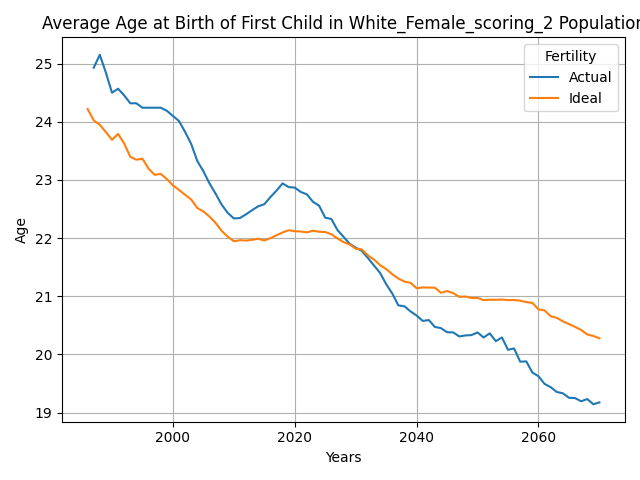 Average Age at Birth of First Child in White_Female_scoring_2 Population
Fertility
Actual
Ideal
Age
25
24
23
22
21
20
19
2000
2020
2040
2060
Years